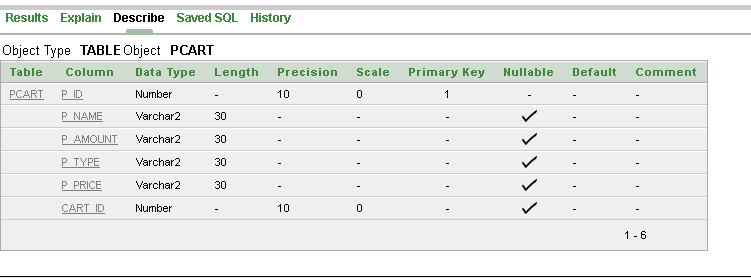 Results Explain Describe Saved SQL History
Object Type TABLE Object PCART
Table Column Data Type Length Precision Scale Primary Key Nullable Default Comment
PCART P_ID Number - 10 0 1 - - -
P_NAME Varchar2 30 - - - - -
P_AMOUNT Varchar2 30 - - - - -
P_TYPE Varchar2 30 - - - - -
P_PRICE Varchar2 30 - - - - -
CART_ID Number - 10 0 - - -
1 - 6